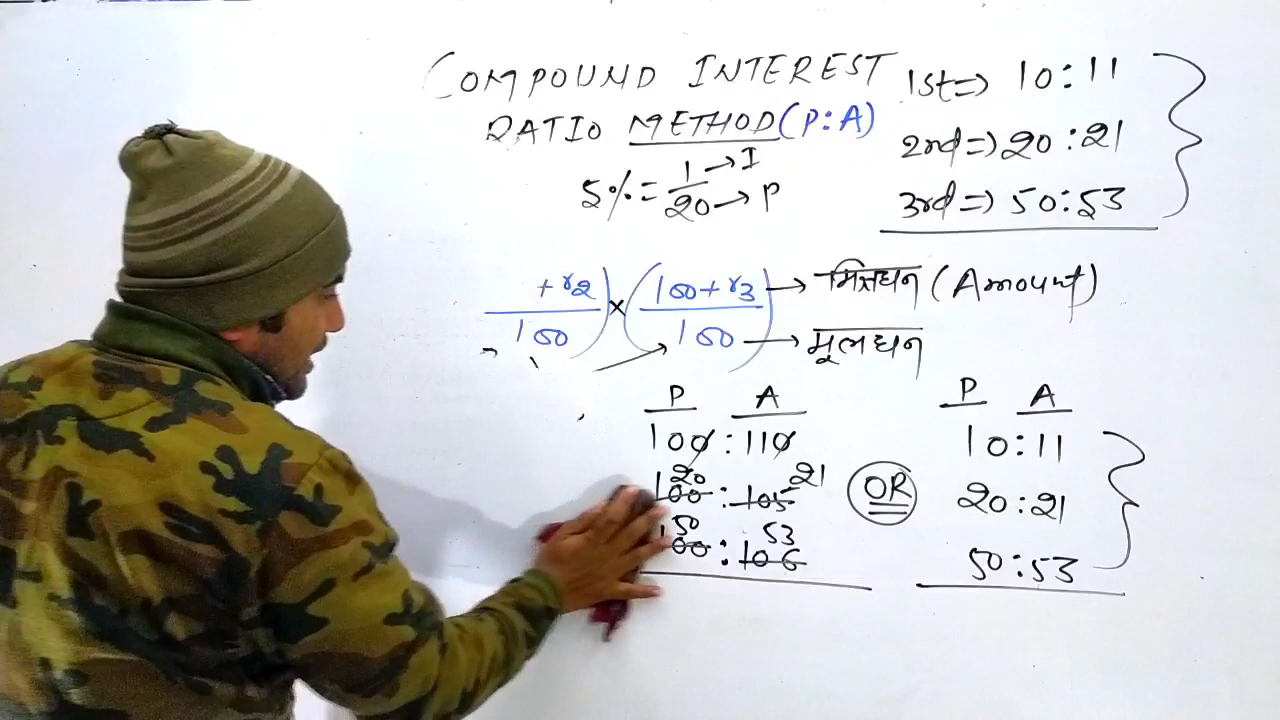 COMPOUND INTEREST
RATIO METHOD (P:A)
5% = 1/20 → I → P
1st => 10:11
2nd => 20:21
3rd => 50:53
+r2/100) × (100+r3/100) → मिश्रधन (Amount) → मूलधन
P A
100 : 110
20 21
100 : 105
50 53
100 : 106
OR
P A
10:11
20:21
50:53